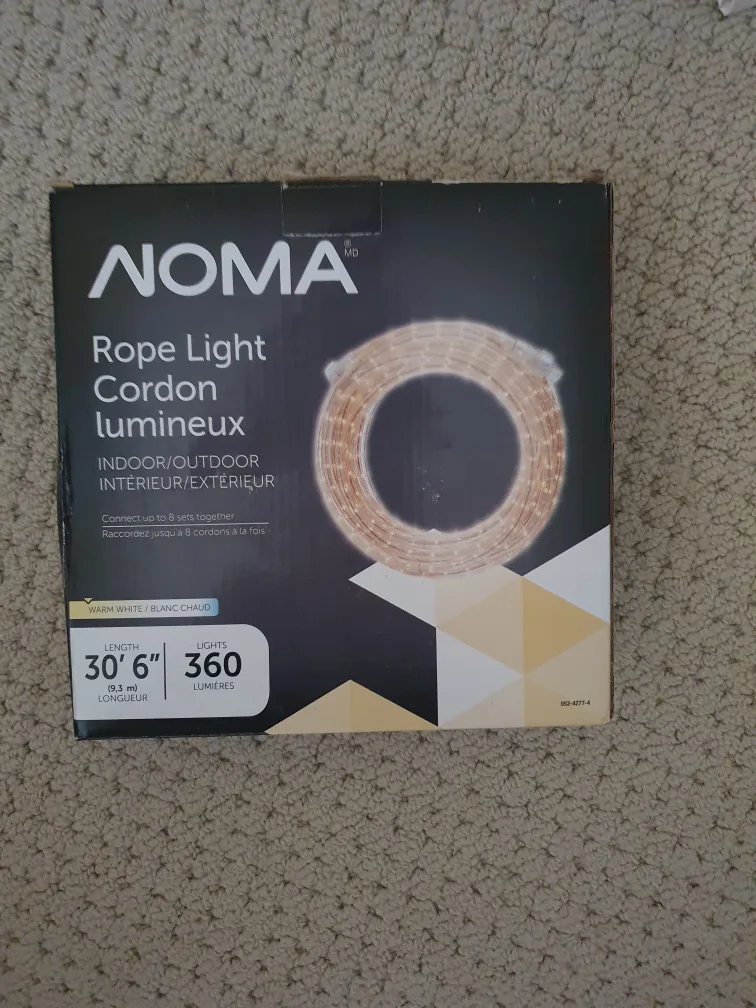 NOMA
®
MD
Rope Light
Cordon
lumineux
INDOOR/OUTDOOR
INTÉRIEUR/EXTÉRIEUR
Connect up to 8 sets together
Raccordez jusqu'à 8 cordons à la fois
WARM WHITE / BLANC CHAUD
LENGTH
30' 6"
(9,3 m)
LONGUEUR
LIGHTS
360
LUMIÈRES
052-4277-4